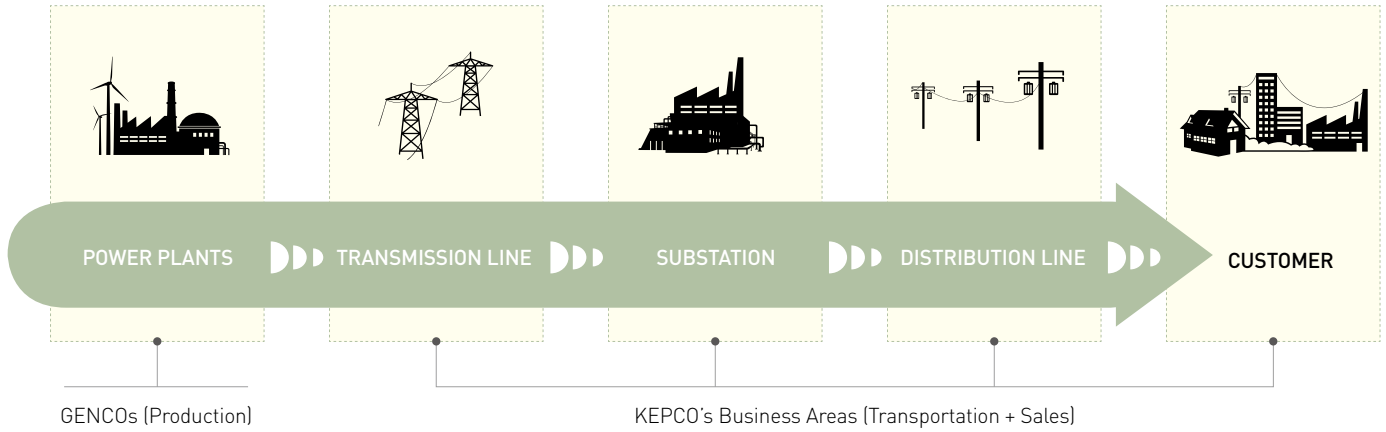 POWER PLANTS
TRANSMISSION LINE
SUBSTATION
DISTRIBUTION LINE
CUSTOMER
GENCOs (Production)
KEPCO's Business Areas (Transportation + Sales)